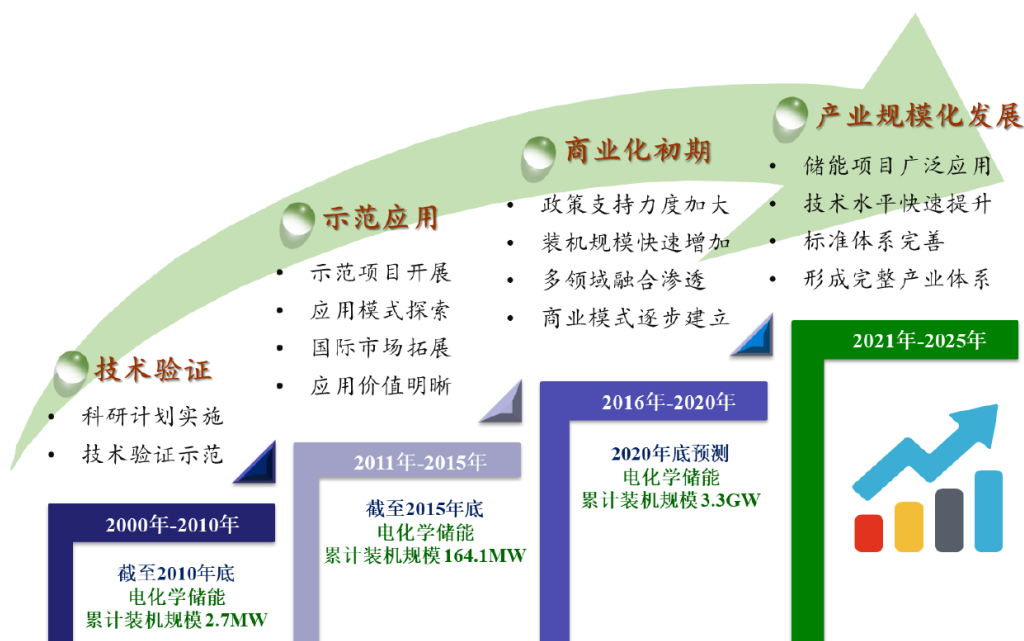 技术验证
• 科研计划实施
• 技术验证示范
2000年-2010年
截至2010年底
电化学储能
累计装机规模2.7MW
示范应用
• 示范项目开展
• 应用模式探索
• 国际市场拓展
• 应用价值明晰
2011年-2015年
截至2015年底
电化学储能
累计装机规模164.1MW
商业化初期
• 政策支持力度加大
• 装机规模快速增加
• 多领域融合渗透
• 商业模式逐步建立
2016年-2020年
2020年底预测
电化学储能
累计装机规模3.3GW
产业规模化发展
• 储能项目广泛应用
• 技术水平快速提升
• 标准体系完善
• 形成完整产业体系
2021年-2025年